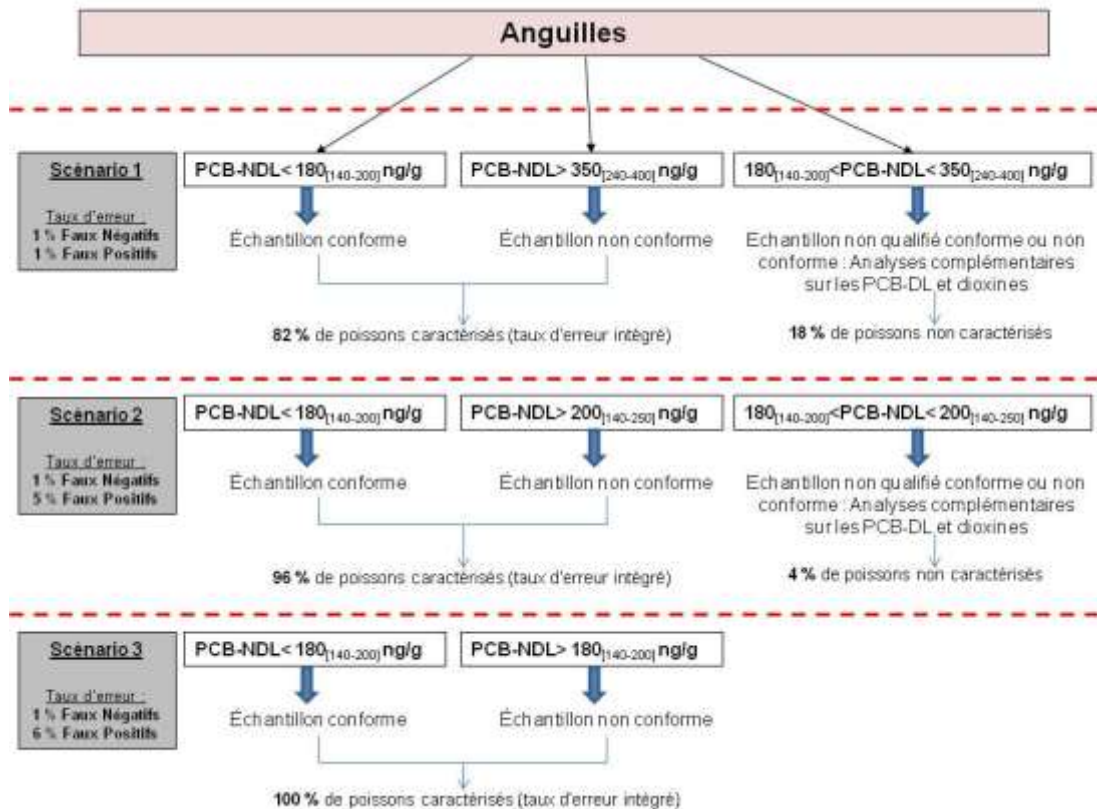 Anguilles
Scénario 1
Taux d'erreur :
1 % Faux Négatifs
1 % Faux Positifs
PCB-NDL< 180[140-200] ng/g
Échantillon conforme
PCB-NDL> 350[240-400] ng/g
Échantillon non conforme
82 % de poissons caractérisés (taux d'erreur intégré)
180[140-200]<PCB-NDL< 350[240-400] ng/g
Echantillon non qualifié conforme ou non
conforme : Analyses complémentaires
sur les PCB-DL et dioxines
18 % de poissons non caractérisés
Scénario 2
Taux d'erreur :
1 % Faux Négatifs
5 % Faux Positifs
PCB-NDL< 180[140-200] ng/g
Échantillon conforme
PCB-NDL> 200[140-250] ng/g
Échantillon non conforme
96 % de poissons caractérisés (taux d'erreur intégré)
180[140-200]<PCB-NDL< 200[140-250] ng/g
Echantillon non qualifié conforme ou non
conforme : Analyses complémentaires
sur les PCB-DL et dioxines
4 % de poissons non caractérisés
Scénario 3
Taux d'erreur :
1 % Faux Négatifs
6 % Faux Positifs
PCB-NDL< 180[140-200] ng/g
Échantillon conforme
PCB-NDL> 180[140-200] ng/g
Échantillon non conforme
100 % de poissons caractérisés (taux d'erreur intégré)